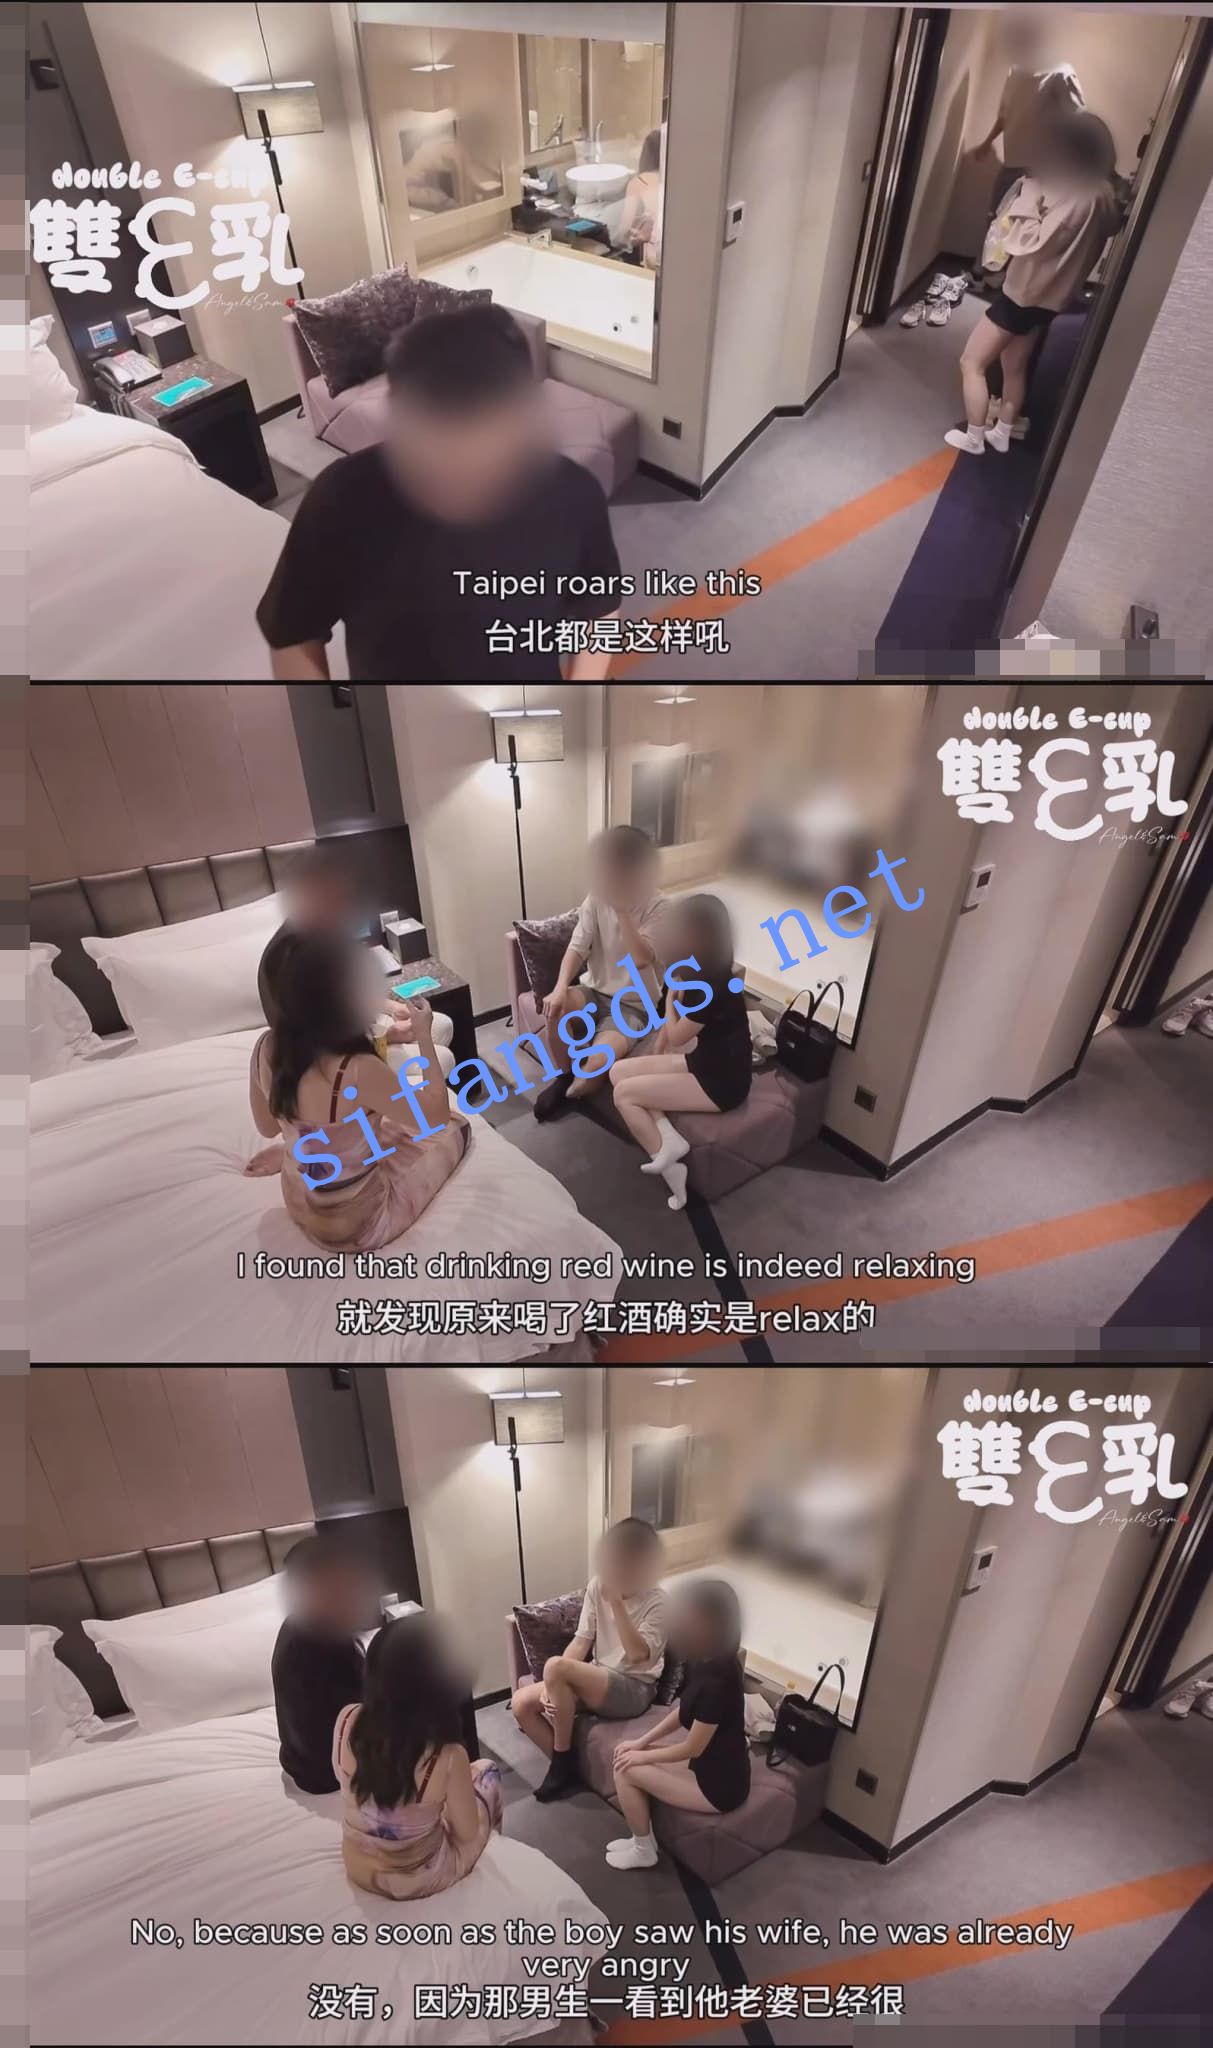 double E-cup
雙E乳
Angel&Sam
Taipei roars like this
台北都是这样吼
double E-cup
雙E乳
Angel&Sam
sifangds.net
I found that drinking red wine is indeed relaxing
就发现原来喝了红酒确实是relax的
double E-cup
雙E乳
Angel&Sam
No, because as soon as the boy saw his wife, he was already
very angry
没有，因为那男生一看到他老婆已经很